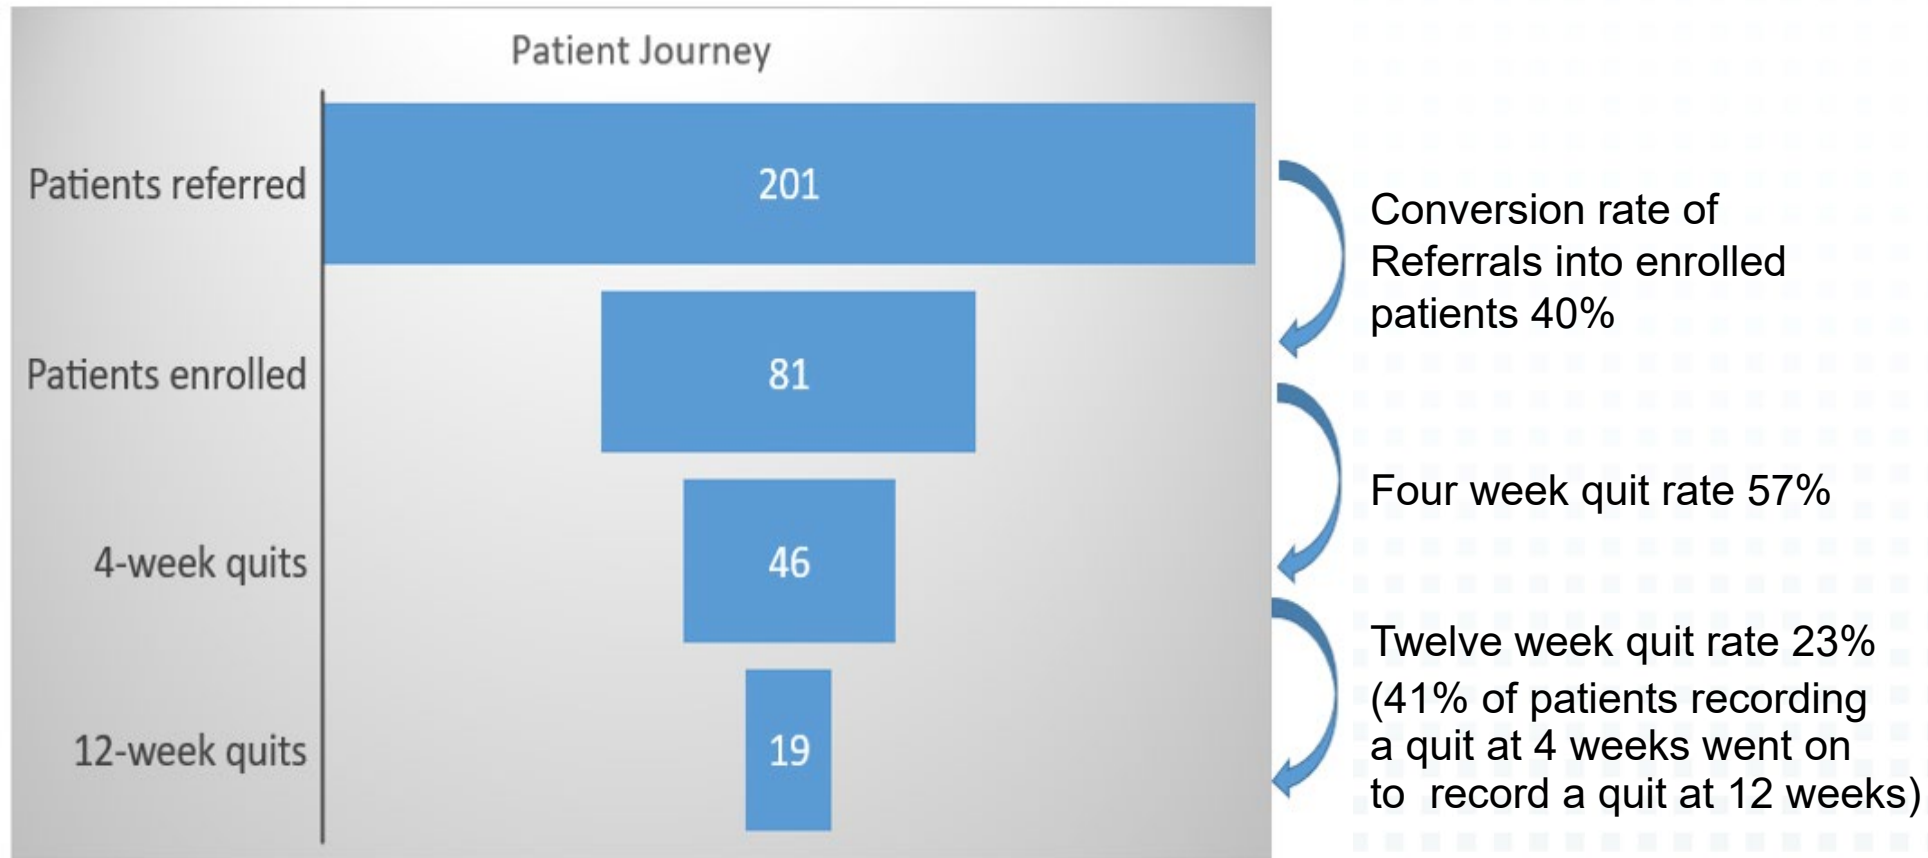 Patient Journey
Patients referred
201
Conversion rate of
Referrals into enrolled
patients 40%
Patients enrolled
81
Four week quit rate 57%
4-week quits
46
Twelve week quit rate 23%
(41% of patients recording
a quit at 4 weeks went on
to record a quit at 12 weeks)
12-week quits
19